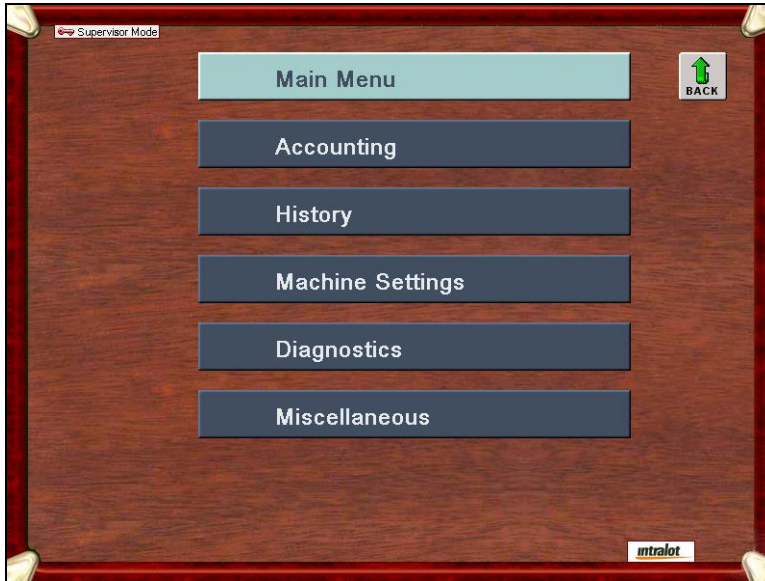 Supervisor Mode
Main Menu
BACK
Accounting
History
Machine Settings
Diagnostics
Miscellaneous
intralot